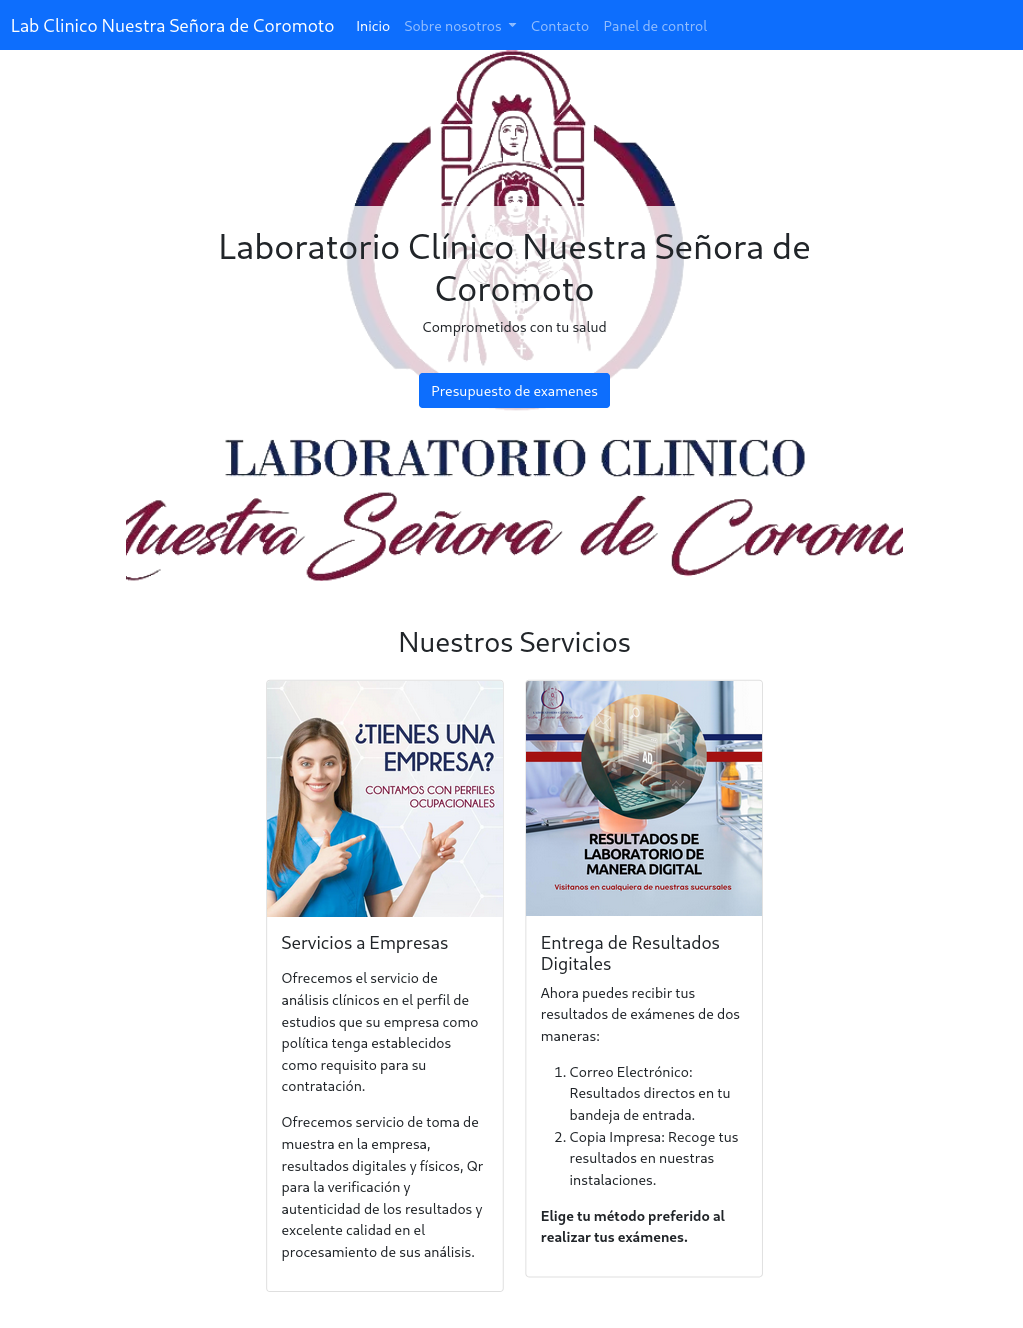 Lab Clinico Nuestra Señora de Coromoto Inicio Sobre nosotros Contacto Panel de control
Laboratorio Clínico Nuestra Señora de
Coromoto
Comprometidos con tu salud
Presupuesto de examenes
LABORATORIO CLINICO
Señora de
Nuestros Servicios
¿TIENES UNA
EMPRESA?
CONTAMOS CON PERFILES
OCUPACIONALES
Servicios a Empresas
Ofrecemos el servicio de
análisis clínicos en el perfil de
estudios que su empresa como
política tenga establecidos
como requisito para su
contratación.
Ofrecemos servicio de toma de
muestra en la empresa,
resultados digitales y físicos, Qr
para la verificación y
autenticidad de los resultados y
excelente calidad en el
procesamiento de sus análisis.
AD
RESULTADOS DE
LABORATORIO DE
MANERA DIGITAL
Visitanos en cualquiera de nuestras sucursales
Entrega de Resultados
Digitales
Ahora puedes recibir tus
resultados de exámenes de dos
maneras:
1. Correo Electrónico:
Resultados directos en tu
bandeja de entrada.
2. Copia Impresa: Recoge tus
resultados en nuestras
instalaciones.
Elige tu método preferido al
realizar tus exámenes.